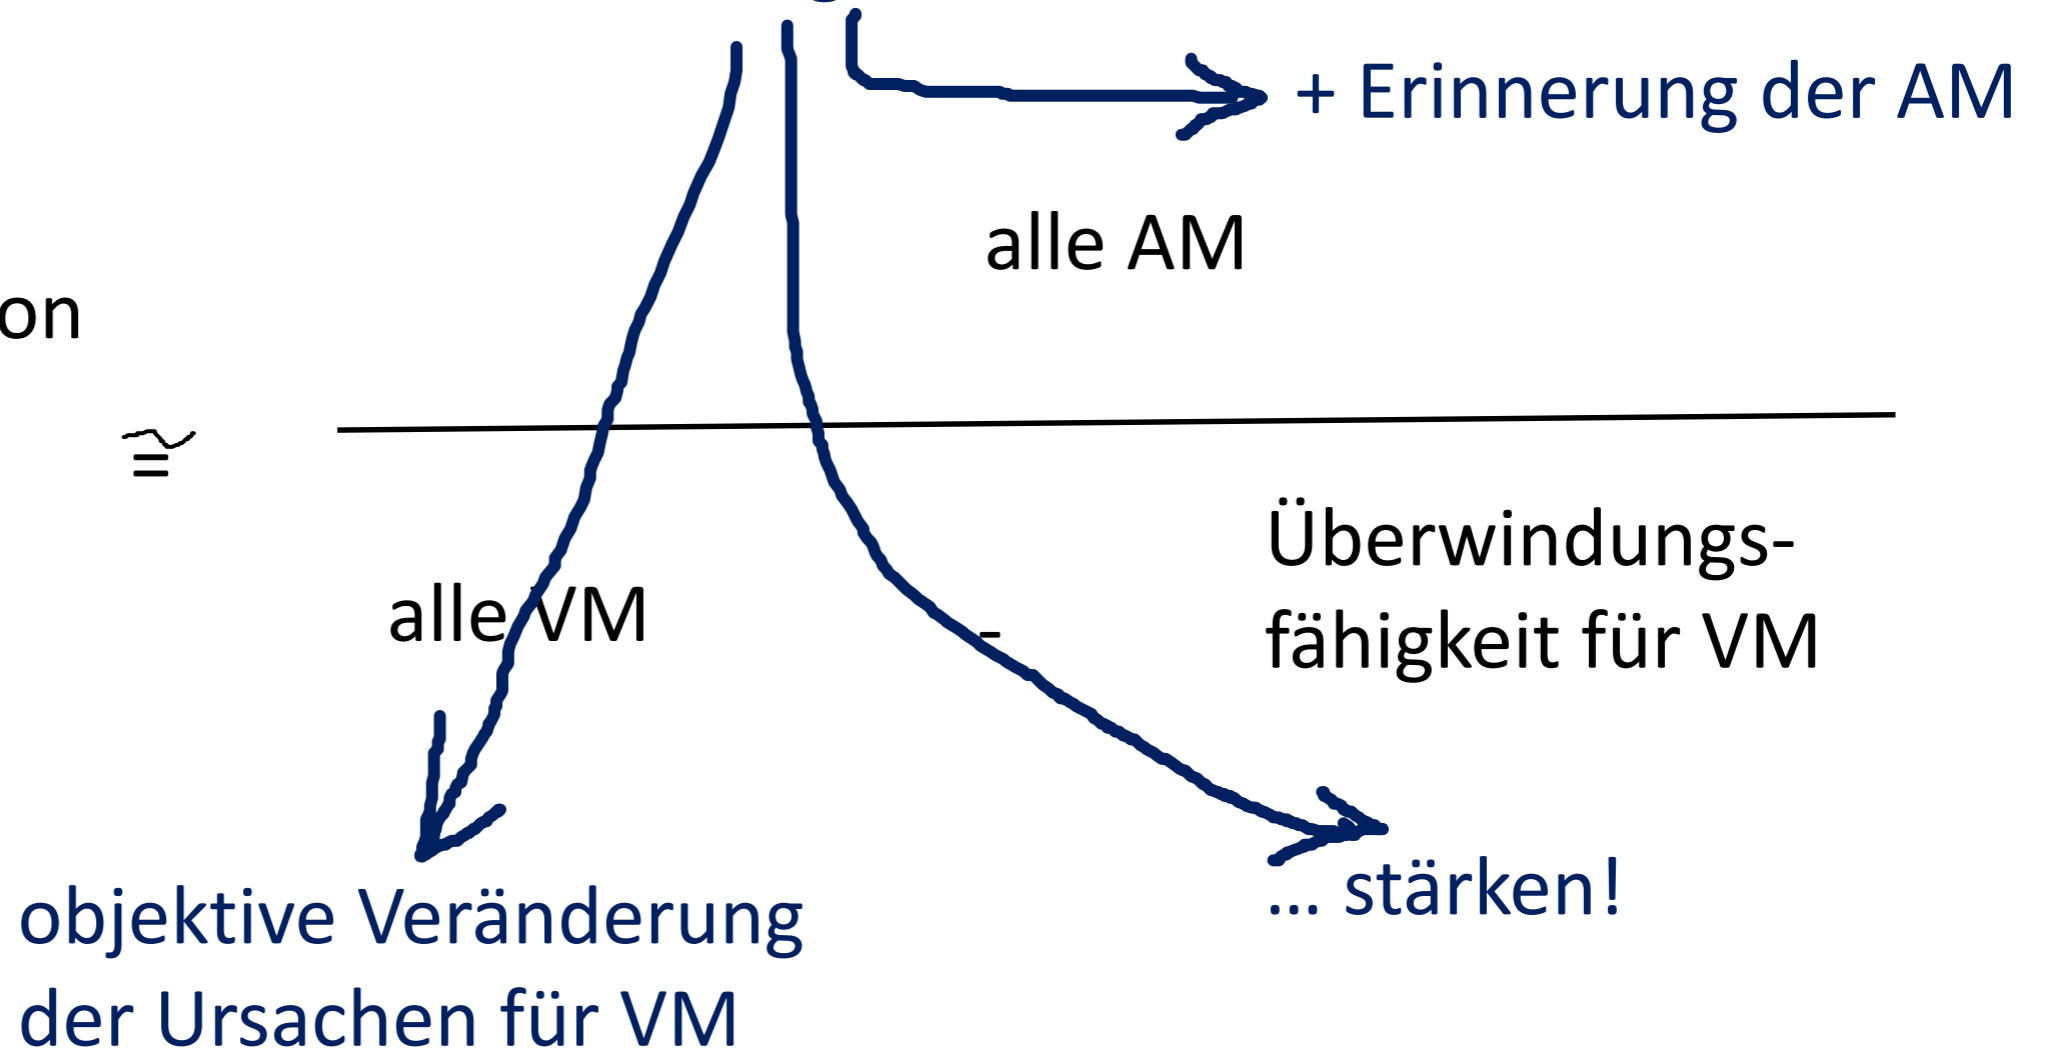 + Erinnerung der AM
alle AM
on
≅
Überwindungs-
alle VM -
fähigkeit für VM
... stärken!
objektive Veränderung
der Ursachen für VM